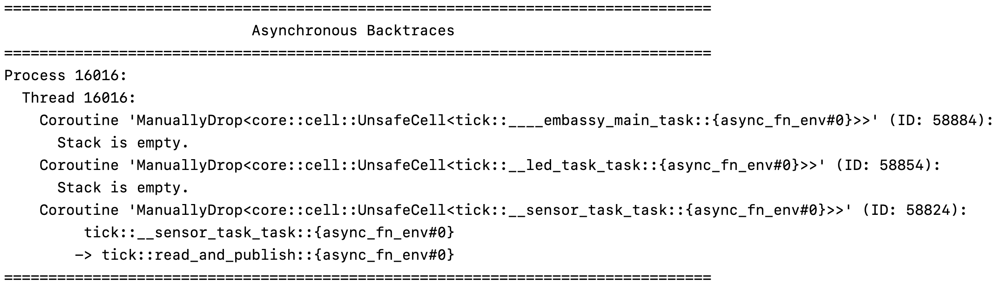 ================================================================================
                            Asynchronous Backtraces
================================================================================
Process 16016:
  Thread 16016:
    Coroutine 'ManuallyDrop<core::cell::UnsafeCell<tick::____embassy_main_task::{async_fn_env#0}>>' (ID: 58884):
      Stack is empty.
    Coroutine 'ManuallyDrop<core::cell::UnsafeCell<tick::__led_task_task::{async_fn_env#0}>>' (ID: 58854):
      Stack is empty.
    Coroutine 'ManuallyDrop<core::cell::UnsafeCell<tick::__sensor_task_task::{async_fn_env#0}>>' (ID: 58824):
         tick::__sensor_task_task::{async_fn_env#0}
        -> tick::read_and_publish::{async_fn_env#0}
================================================================================